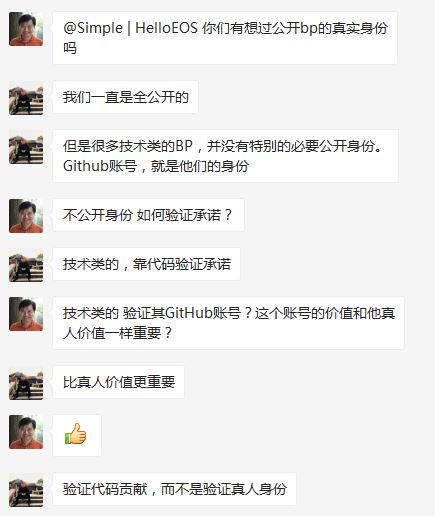 @Simple | HelloEOS 你们有想过公开bp的真实身份
吗
我们一直是全公开的
但是很多技术类的BP，并没有特别的必要公开身份。
Github账号，就是他们的身份
不公开身份 如何验证承诺？
技术类的，靠代码验证承诺
技术类的 验证其GitHub账号？这个账号的价值和他真
人价值一样重要？
比真人价值更重要
验证代码贡献，而不是验证真人身份